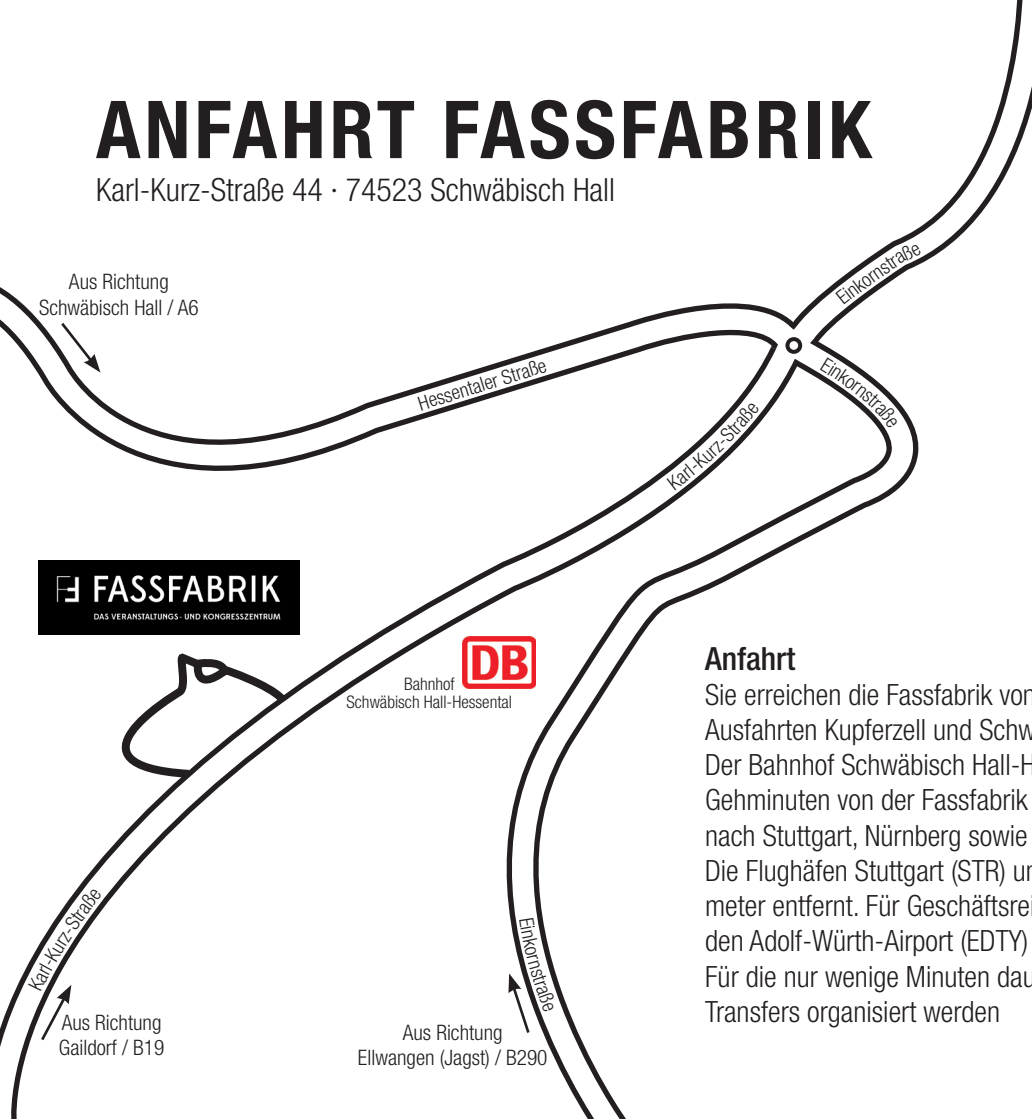 ANFAHRT FASSFABRIK
Karl-Kurz-Straße 44 · 74523 Schwäbisch Hall
Einkornstraße
Aus Richtung
Schwäbisch Hall / A6
Hessentaler Straße
Einkornstraße
Karl-Kurz-Straße
FASSFABRIK
DAS VERANSTALTUNGS- UND KONGRESSZENTRUM
DB
Bahnhof
Schwäbisch Hall-Hessental
Anfahrt
Sie erreichen die Fassfabrik von
Ausfahrten Kupferzell und Schw
Der Bahnhof Schwäbisch Hall-H
Gehminuten von der Fassfabrik
nach Stuttgart, Nürnberg sowie
Die Flughäfen Stuttgart (STR) un
meter entfernt. Für Geschäftsrei
den Adolf-Würth-Airport (EDTY)
Für die nur wenige Minuten dau
Transfers organisiert werden
Karl-Kurz-Straße
Einkornstraße
Aus Richtung
Gaildorf / B19
Aus Richtung
Ellwangen (Jagst) / B290